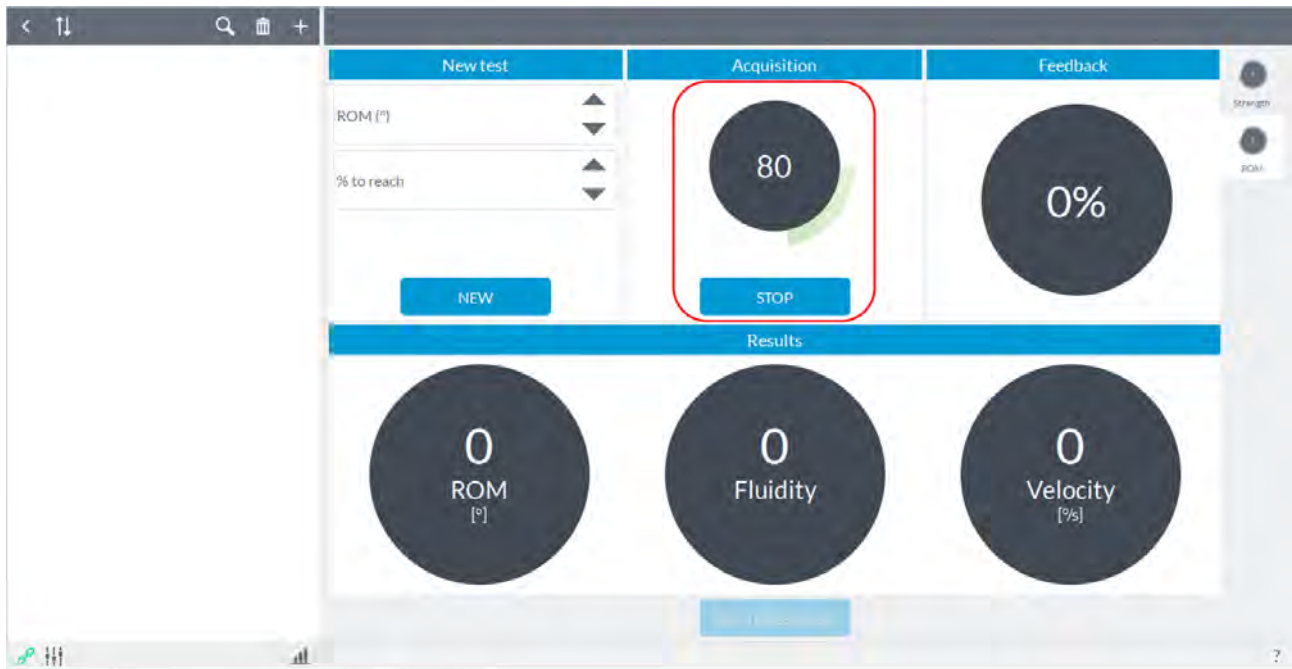 New test
Acquisition
Feedback
ROM (°)
% to reach
NEW
80
STOP
0%
Strength
ROM
Results
0
ROM
[°]
0
Fluidity
0
Velocity
[°/s]
?